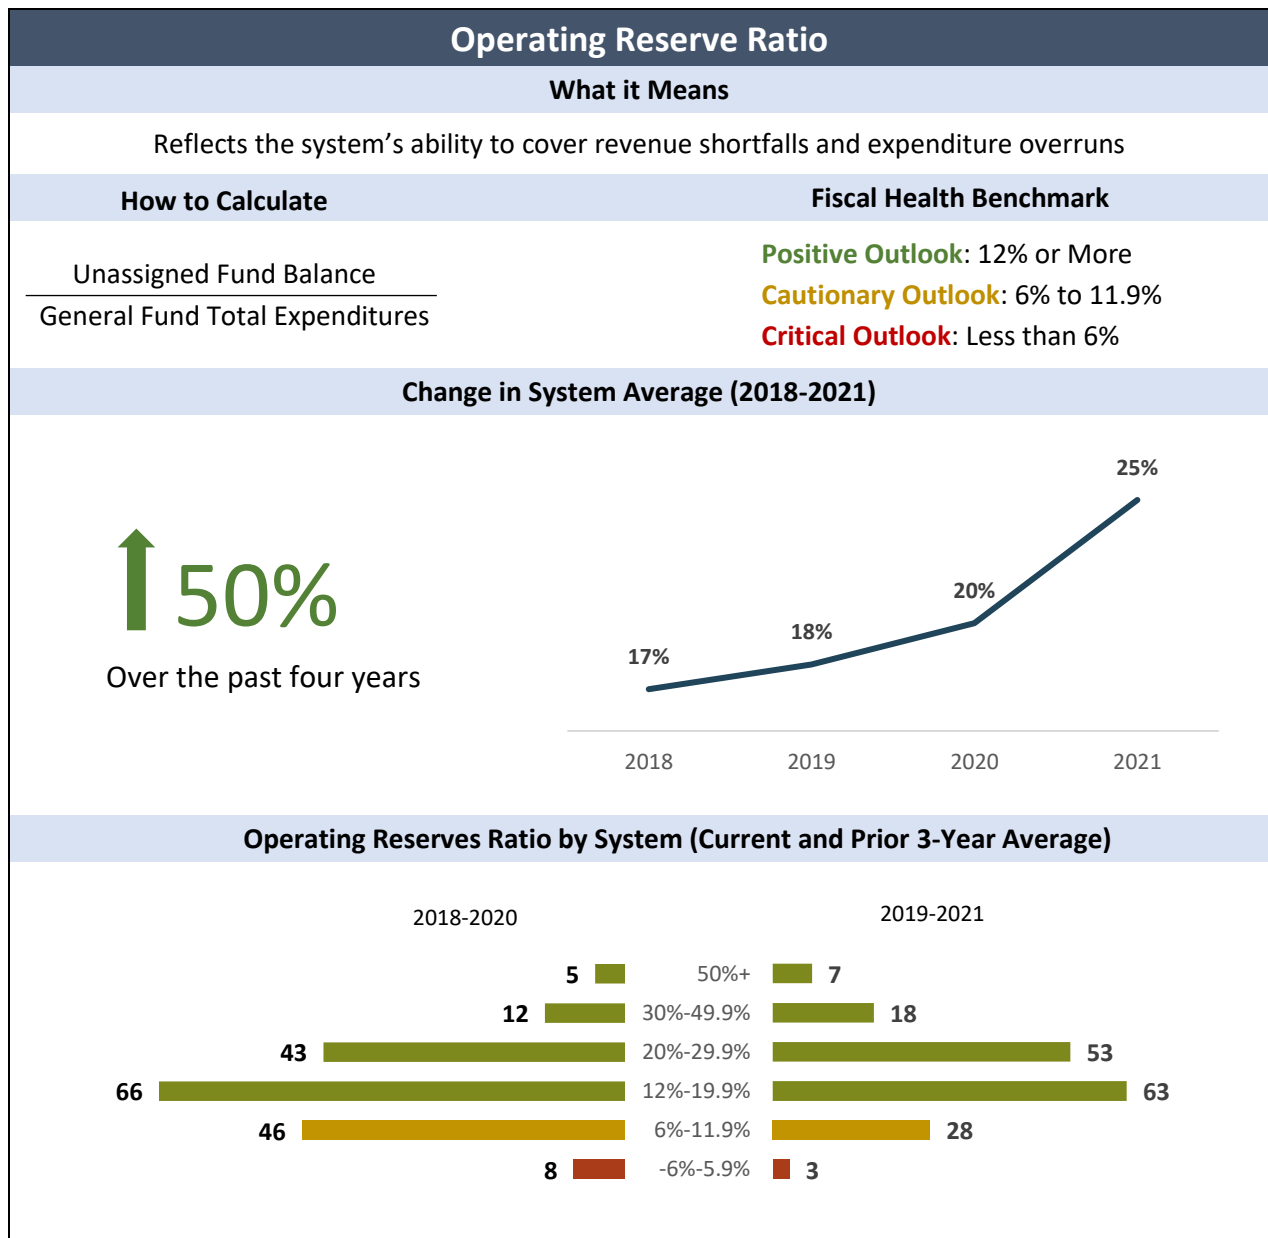 Operating Reserve Ratio
What it Means
Reflects the system’s ability to cover revenue shortfalls and expenditure overruns
How to Calculate
Unassigned Fund Balance
General Fund Total Expenditures
Fiscal Health Benchmark
Positive Outlook: 12% or More
Cautionary Outlook: 6% to 11.9%
Critical Outlook: Less than 6%
Change in System Average (2018-2021)
50%
Over the past four years
17%
18%
20%
25%
2018
2019
2020
2021
Operating Reserves Ratio by System (Current and Prior 3-Year Average)
2018-2020
2019-2021
5 50%+ 7
12 30%-49.9% 18
43 20%-29.9% 53
66 12%-19.9% 63
46 6%-11.9% 28
8 -6%-5.9% 3